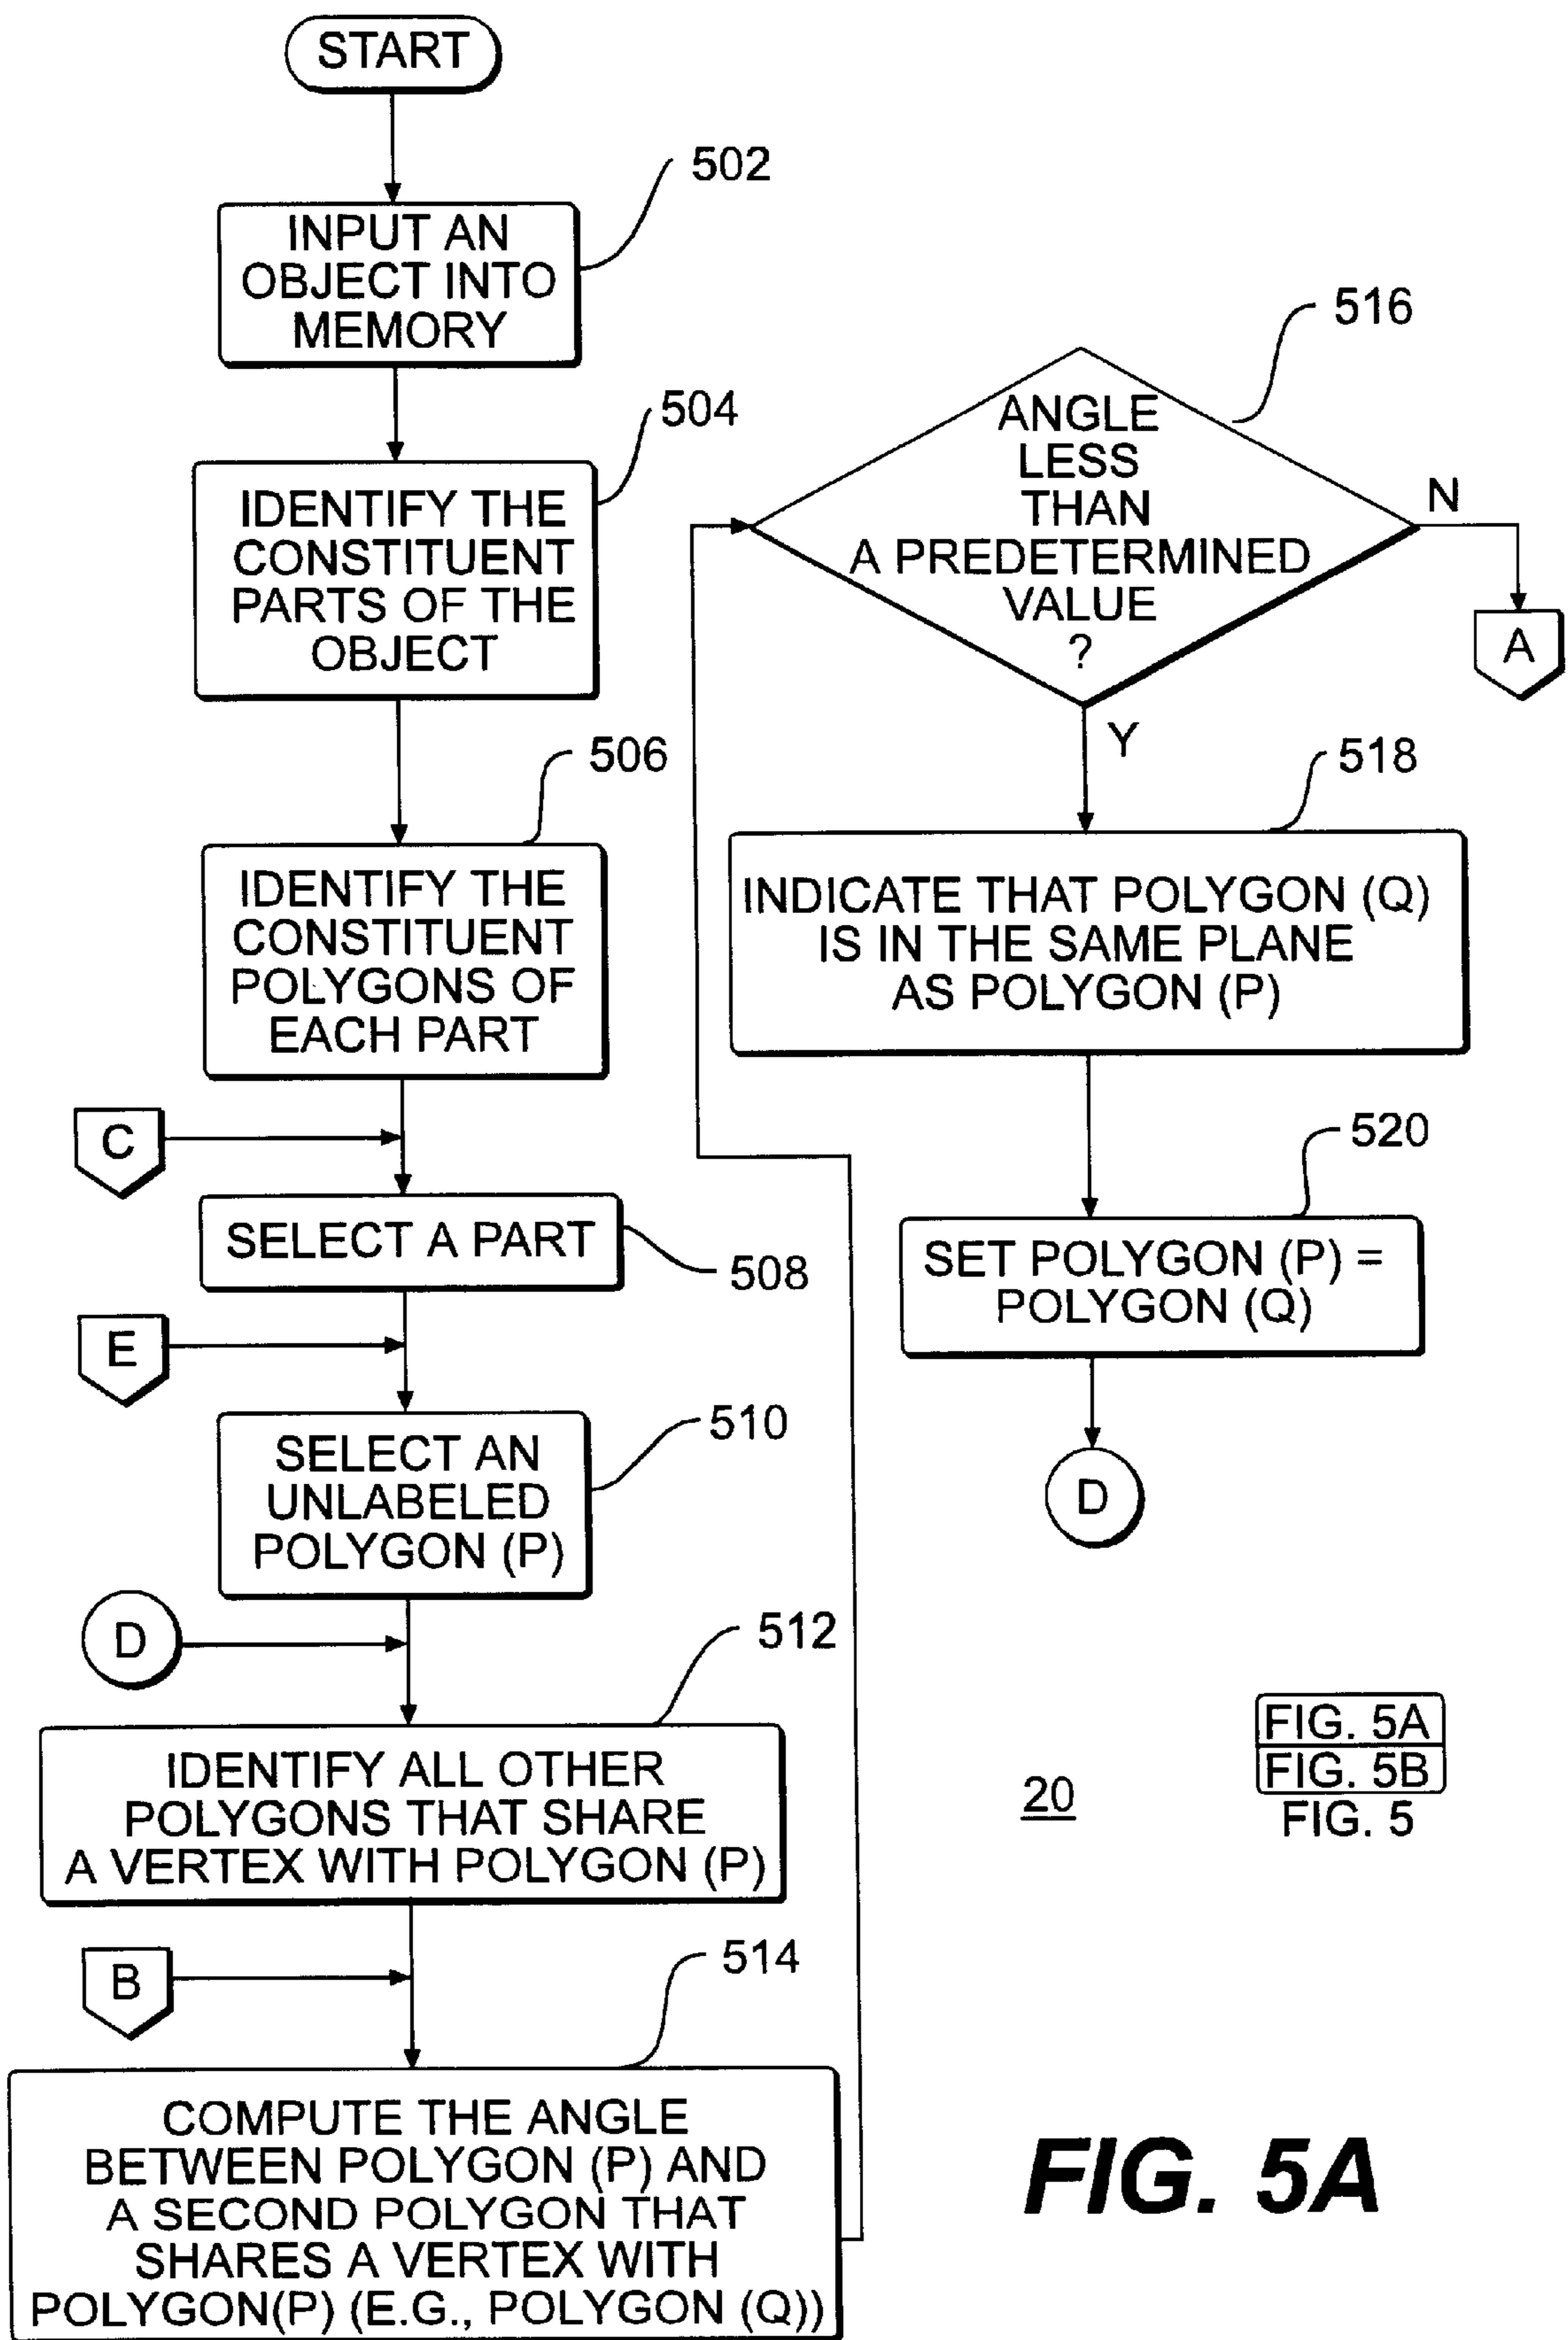 START
502
INPUT AN
OBJECT INTO
MEMORY
504
IDENTIFY THE
CONSTITUENT
PARTS OF THE
OBJECT
506
IDENTIFY THE
CONSTITUENT
POLYGONS OF
EACH PART
C
SELECT A PART
508
E
510
SELECT AN
UNLABELED
POLYGON (P)
D
512
IDENTIFY ALL OTHER
POLYGONS THAT SHARE
A VERTEX WITH POLYGON (P)
B
514
COMPUTE THE ANGLE
BETWEEN POLYGON (P) AND
A SECOND POLYGON THAT
SHARES A VERTEX WITH
POLYGON(P) (E.G., POLYGON (Q))
516
ANGLE
LESS
THAN
A PREDETERMINED
VALUE
?
N
A
Y
518
INDICATE THAT POLYGON (Q)
IS IN THE SAME PLANE
AS POLYGON (P)
520
SET POLYGON (P) =
POLYGON (Q)
D
20
FIG. 5A
FIG. 5B
FIG. 5
FIG. 5A